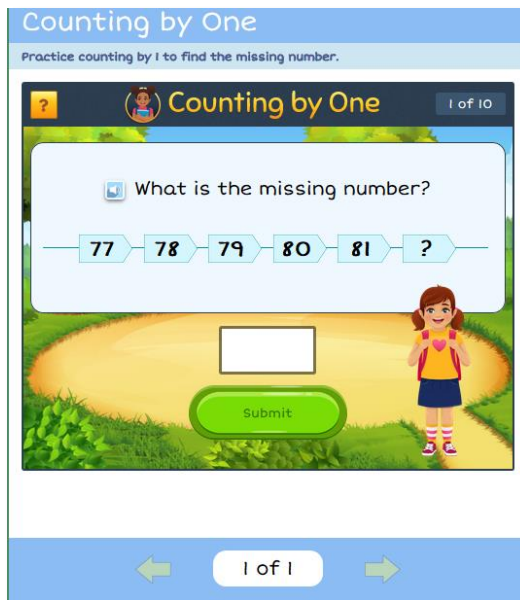 Counting by One
Practice counting by 1 to find the missing number.
? Counting by One 1 of 10
What is the missing number?
77 78 79 80 81 ?
Submit
1 of 1